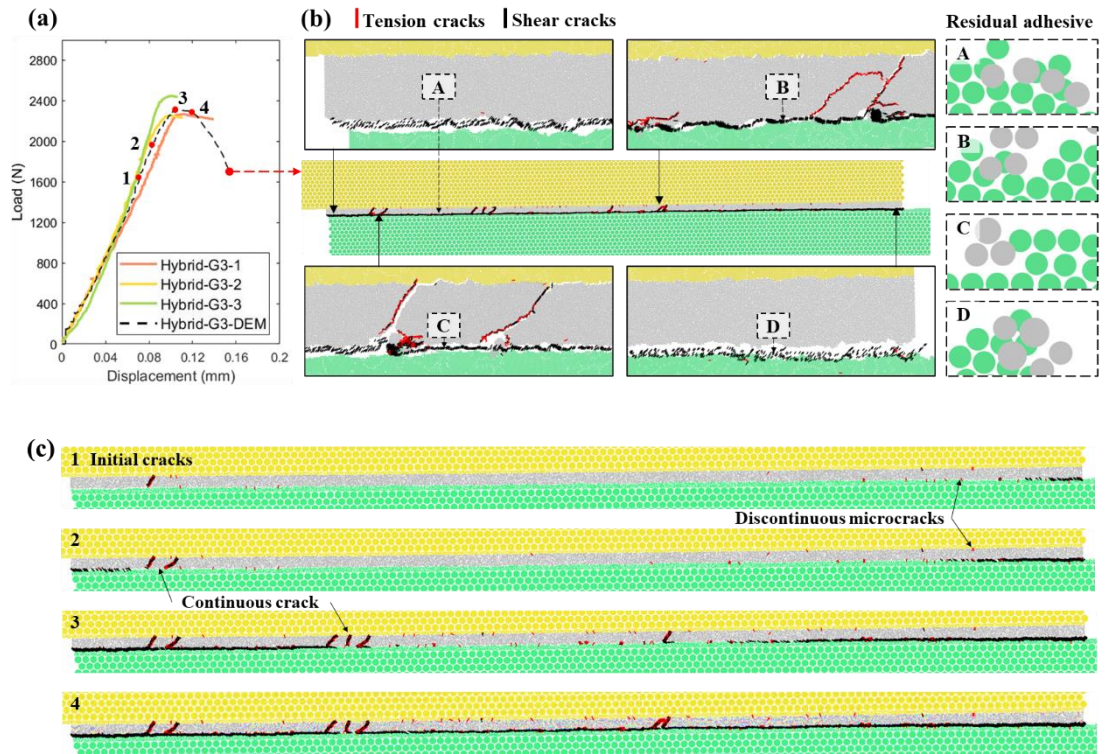 (a)
(b)
Tension cracks
Shear cracks
Residual adhesive
2800
2400
2000
1600
1200
800
400
0
Load (N)
1
2
3
4
Hybrid-G3-1
Hybrid-G3-2
Hybrid-G3-3
Hybrid-G3-DEM
0
0.04
0.08
0.12
0.16
0.2
Displacement (mm)
A
B
C
D
A
B
C
D
(c)
1 Initial cracks
Discontinuous microcracks
2
Continuous crack
3
4